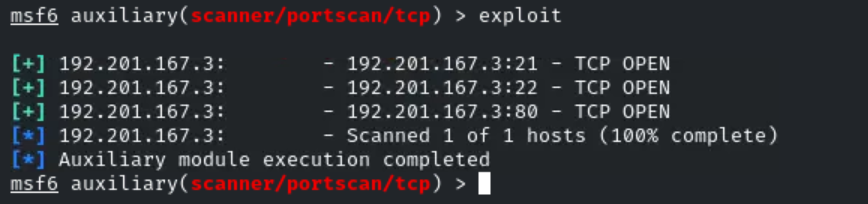 msf6 auxiliary(scanner/portscan/tcp) > exploit
[+] 192.201.167.3:        - 192.201.167.3:21 - TCP OPEN
[+] 192.201.167.3:        - 192.201.167.3:22 - TCP OPEN
[+] 192.201.167.3:        - 192.201.167.3:80 - TCP OPEN
[*] 192.201.167.3:        - Scanned 1 of 1 hosts (100% complete)
[*] Auxiliary module execution completed
msf6 auxiliary(scanner/portscan/tcp) >